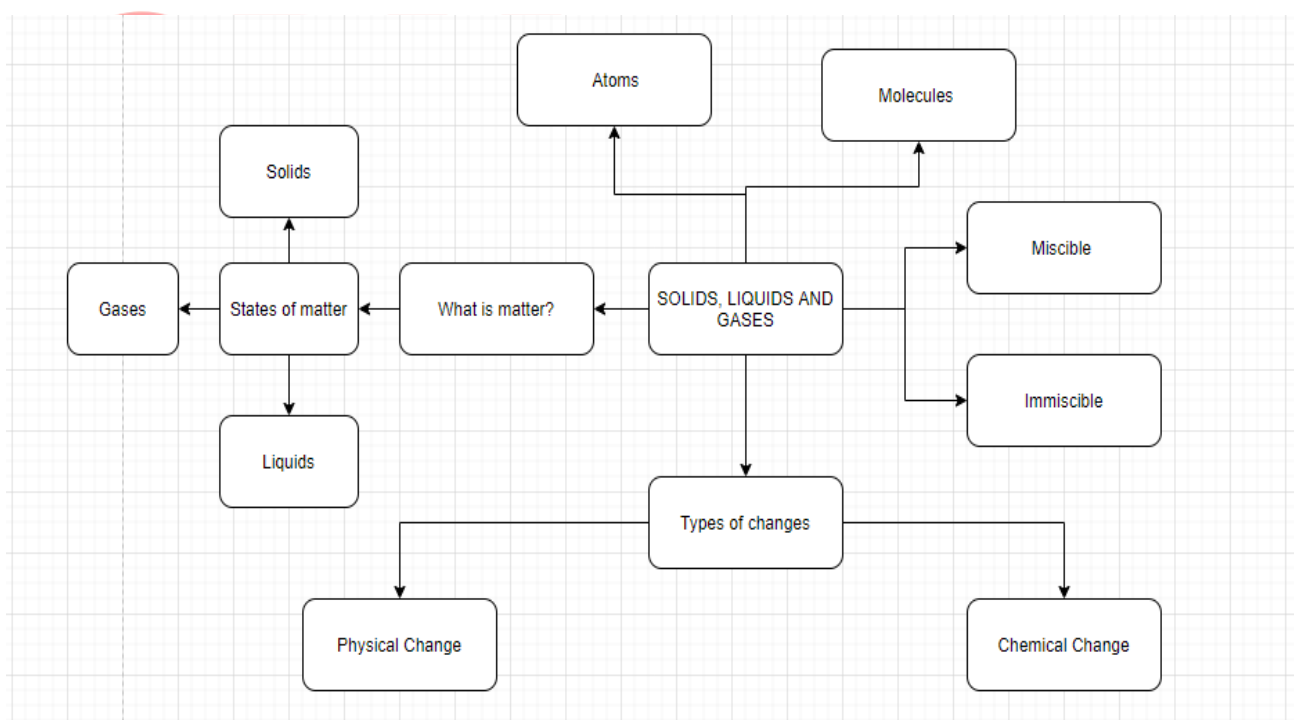 Atoms
Molecules
Solids
Miscible
Gases
States of matter
What is matter?
SOLIDS, LIQUIDS AND
GASES
Immiscible
Liquids
Types of changes
Physical Change
Chemical Change